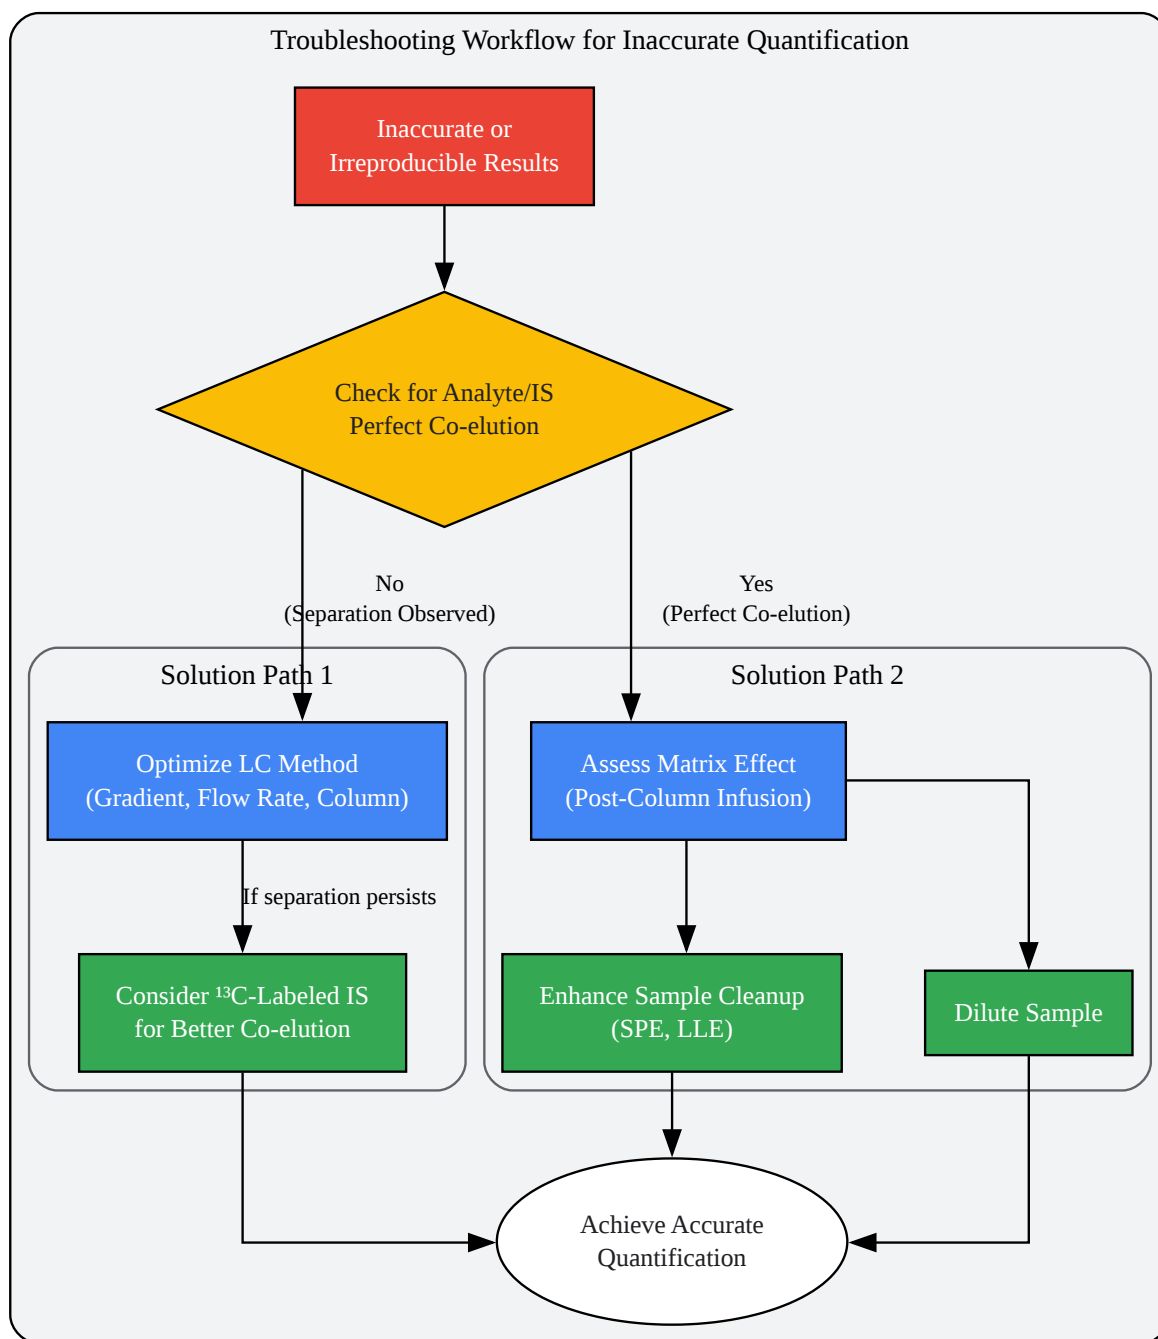 Troubleshooting Workflow for Inaccurate Quantification
Inaccurate or
Irreproducible Results
Check for Analyte/IS
Perfect Co-elution
No
(Separation Observed)
Yes
(Perfect Co-elution)
Solution Path 1
Solution Path 2
Optimize LC Method
(Gradient, Flow Rate, Column)
Assess Matrix Effect
(Post-Column Infusion)
If separation persists
Consider ¹³C-Labeled IS
for Better Co-elution
Enhance Sample Cleanup
(SPE, LLE)
Dilute Sample
Achieve Accurate
Quantification